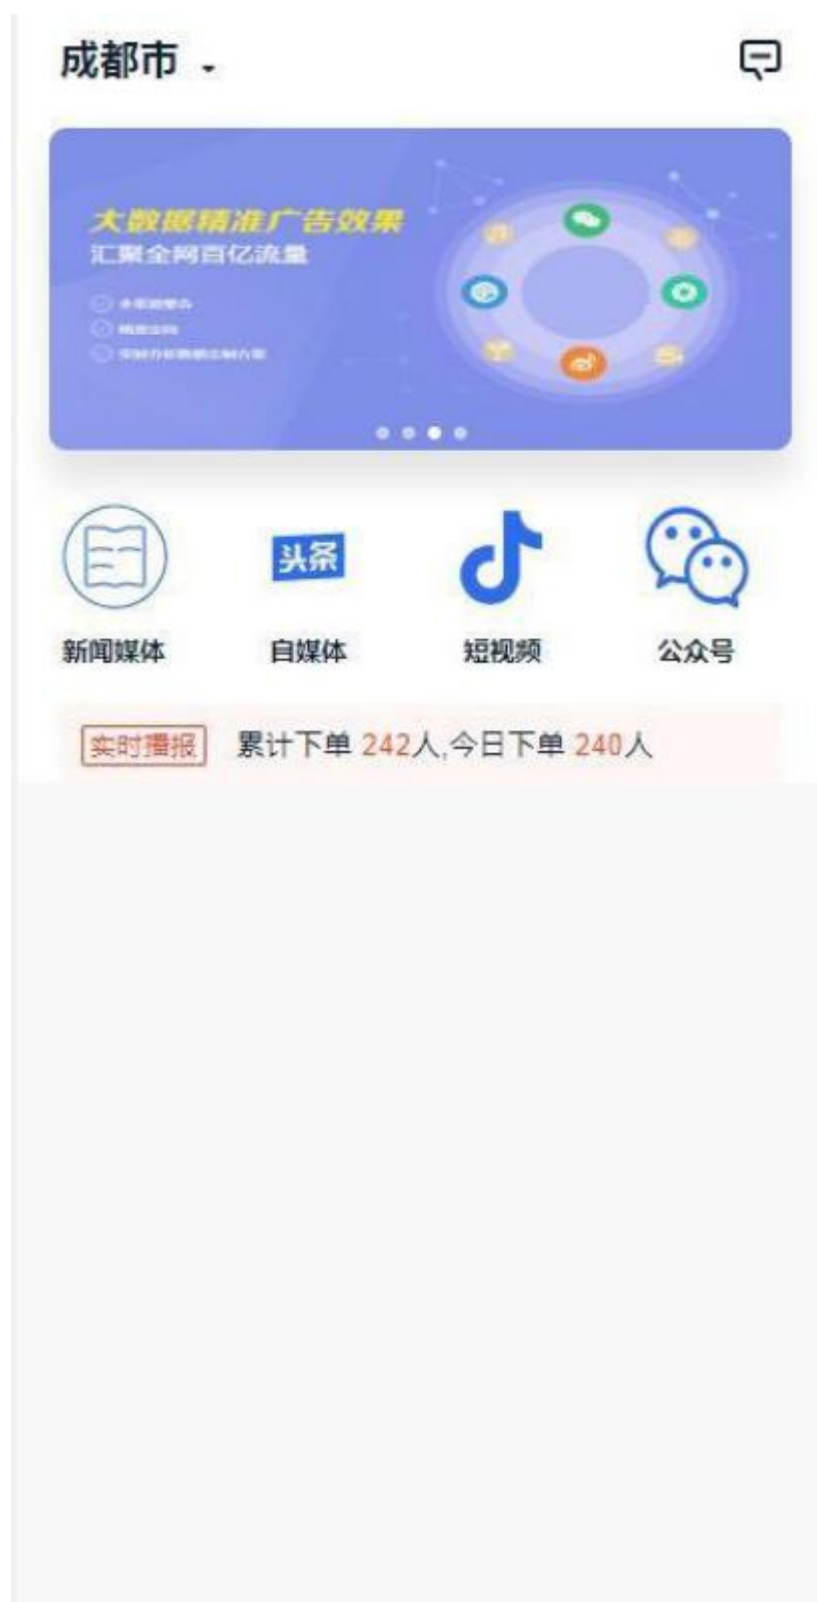 成都市
大数据精准广告效果
汇聚全网百亿流量
头条
新闻媒体
自媒体
短视频
公众号
实时播报 累计下单 242人,今日下单 240人